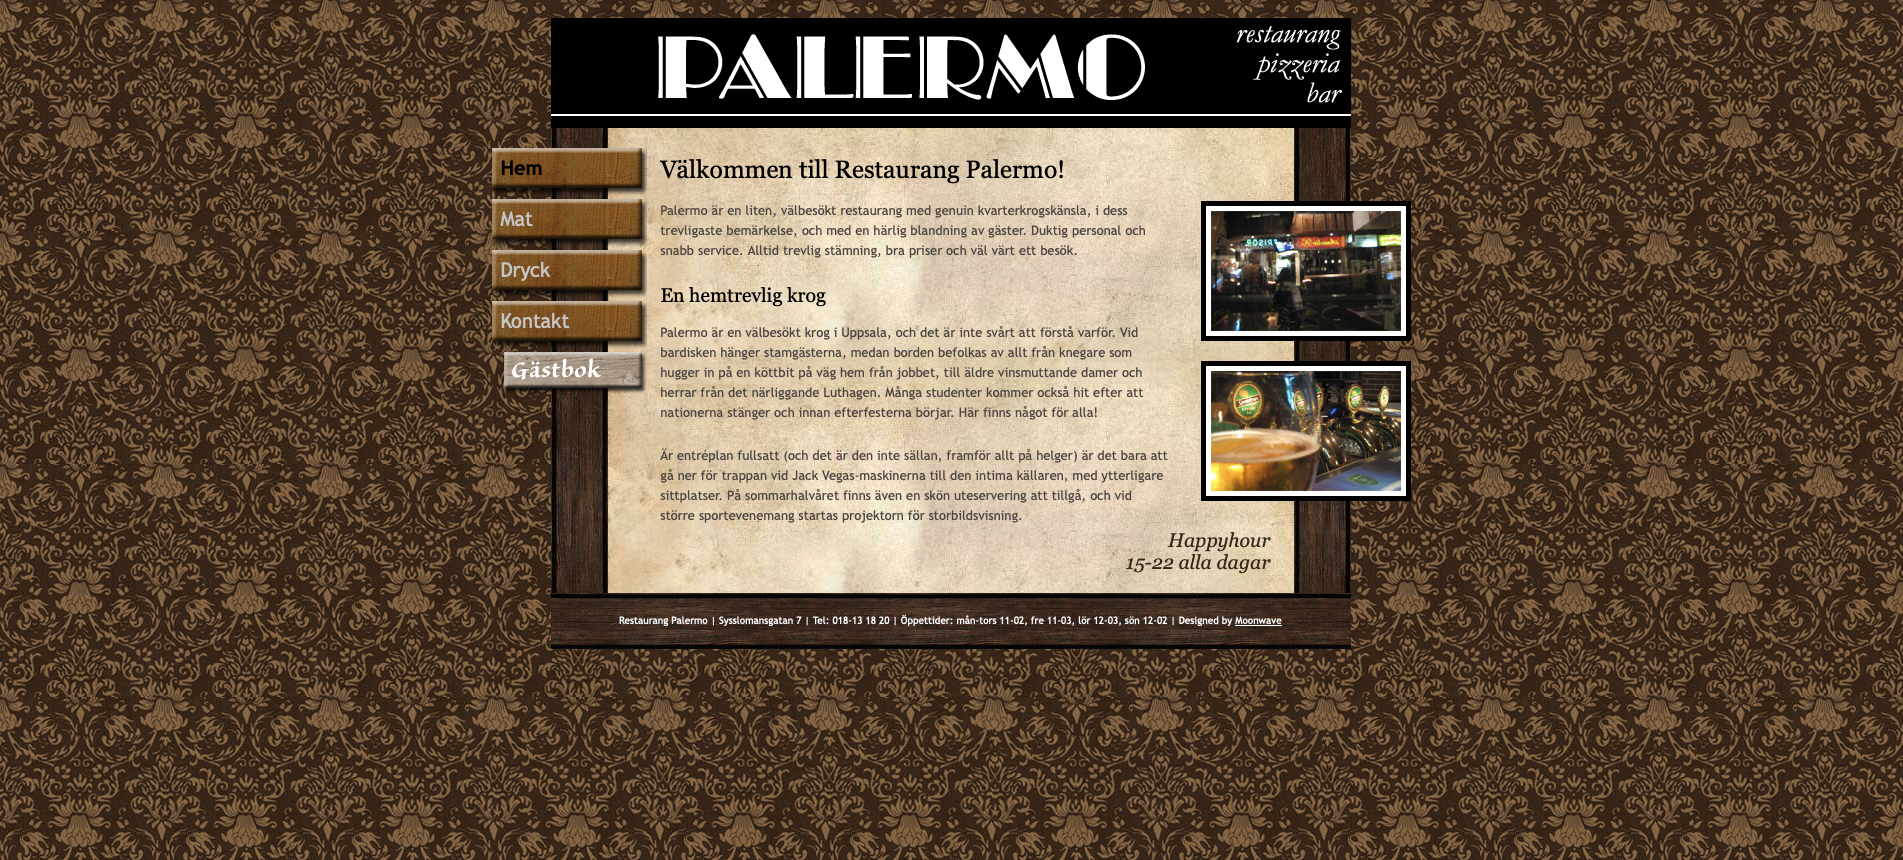 PALERMO
restaurang
pizzeria
bar
Hem
Mat
Dryck
Kontakt
Gästbok
Välkommen till Restaurang Palermo!
Palermo är en liten, välbesökt restaurang med genuin kvarterkrogskänsla, i dess
trevligaste bemärkelse, och med en härlig blandning av gäster. Duktig personal och
snabb service. Alltid trevlig stämning, bra priser och väl värt ett besök.
En hemtrevlig krog
Palermo är en välbesökt krog i Uppsala, och det är inte svårt att förstå varför. Vid
bardisken hänger stamgästerna, medan borden befolkas av allt från knegare som
hugger in på en köttbit på väg hem från jobbet, till äldre vinsmuttande damer och
herrar från det närliggande Luthagen. Många studenter kommer också hit efter att
nationerna stänger och innan efterfesterna börjar. Här finns något för alla!
Är entréplan fullsatt (och det är den inte sällan, framför allt på helger) är det bara att
gå ner för trappan vid Jack Vegas-maskinerna till den intima källaren, med ytterligare
sittplatser. På sommarhalvåret finns även en skön uteservering att tillgå, och vid
större sportevenemang startas projektorn för storbildsvisning.
Happyhour
15-22 alla dagar
Restaurang Palermo | Sysslomansgatan 7 | Tel: 018-13 18 20 | Öppettider: mån-tors 11-02, fre 11-03, lör 12-03, sön 12-02 | Designed by Moonwave